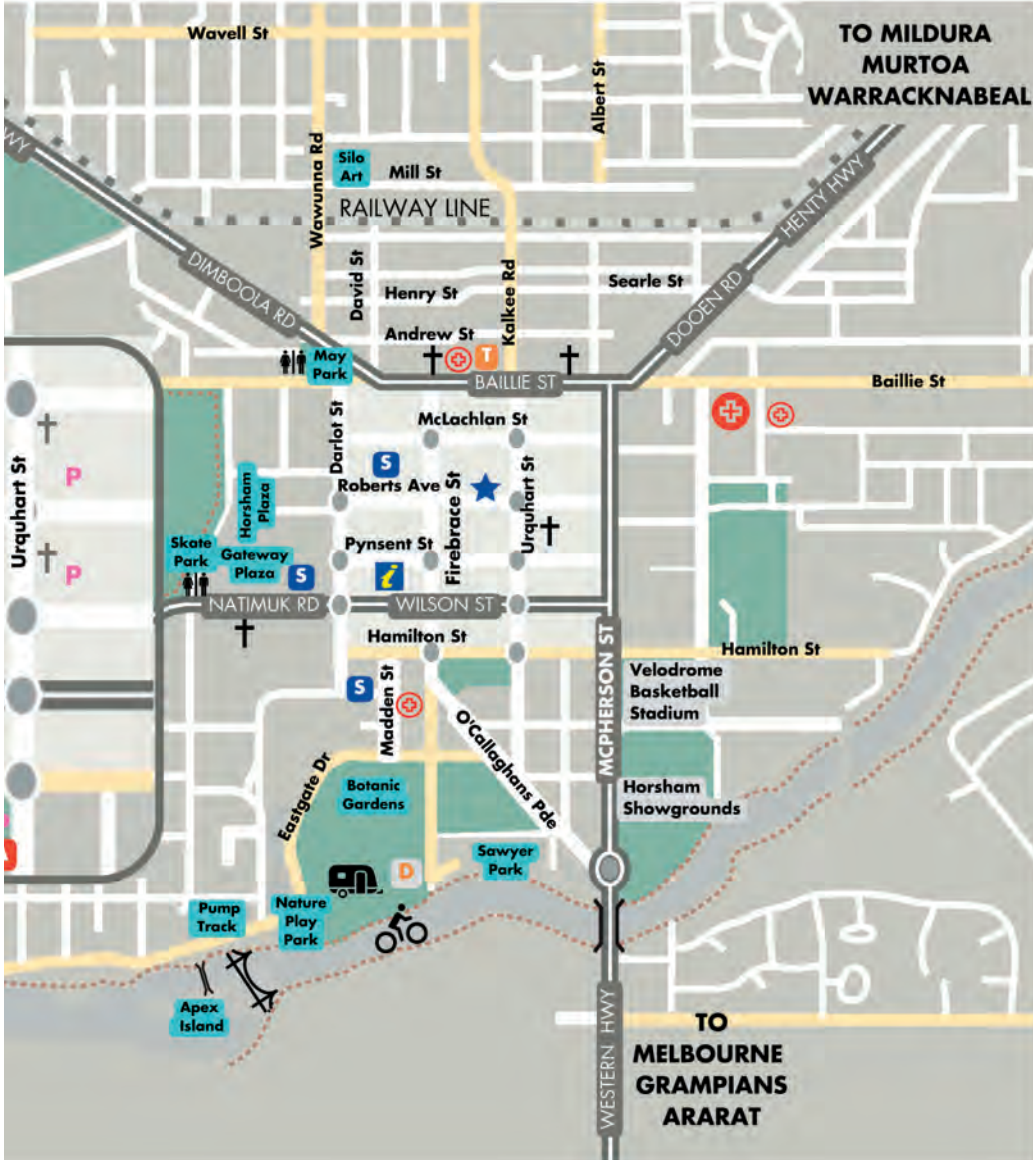 Wavell St
TO MILDURA
MURTOA
WARRACKNABEAL
Albert St
WY
Wawunna Rd
Silo
Art
Mill St
RAILWAY LINE
HENTY HWY
DIMBOOLA RD
David St
Henry St
Searle St
Kalkee Rd
DOOEN RD
Andrew St
May
Park
T
BAILLIE ST
Baillie St
Darlot St
McLachlan St
Urquhart St
P
S
Roberts Ave
Firebrace St
Urquhart St
Horsham
Plaza
Skate
Park
Gateway
Plaza
Pynsent St
P
S
i
NATIMUK RD
WILSON ST
Hamilton St
Hamilton St
MCPHERSON ST
Velodrome
Basketball
Stadium
S
Madden St
O'Callaghans Pde
Eastgate Dr
Botanic
Gardens
Horsham
Showgrounds
D
Sawyer
Park
Pump
Track
Nature
Play
Park
Apex
Island
WESTERN HWY
TO
MELBOURNE
GRAMPIANS
ARARAT